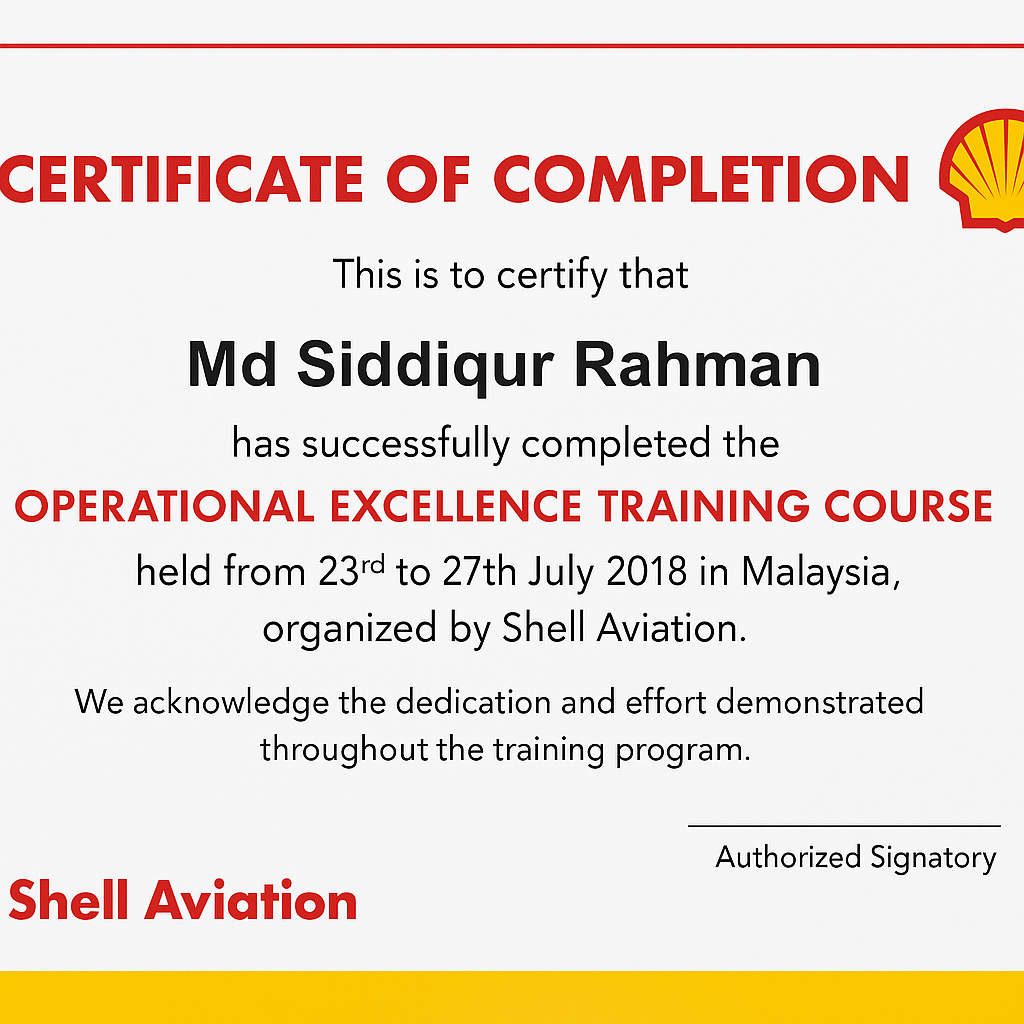 CERTIFICATE OF COMPLETION
This is to certify that
Md Siddiqur Rahman
has successfully completed the
OPERATIONAL EXCELLENCE TRAINING COURSE
held from 23rd to 27th July 2018 in Malaysia,
organized by Shell Aviation.
We acknowledge the dedication and effort demonstrated
throughout the training program.
Authorized Signatory
Shell Aviation